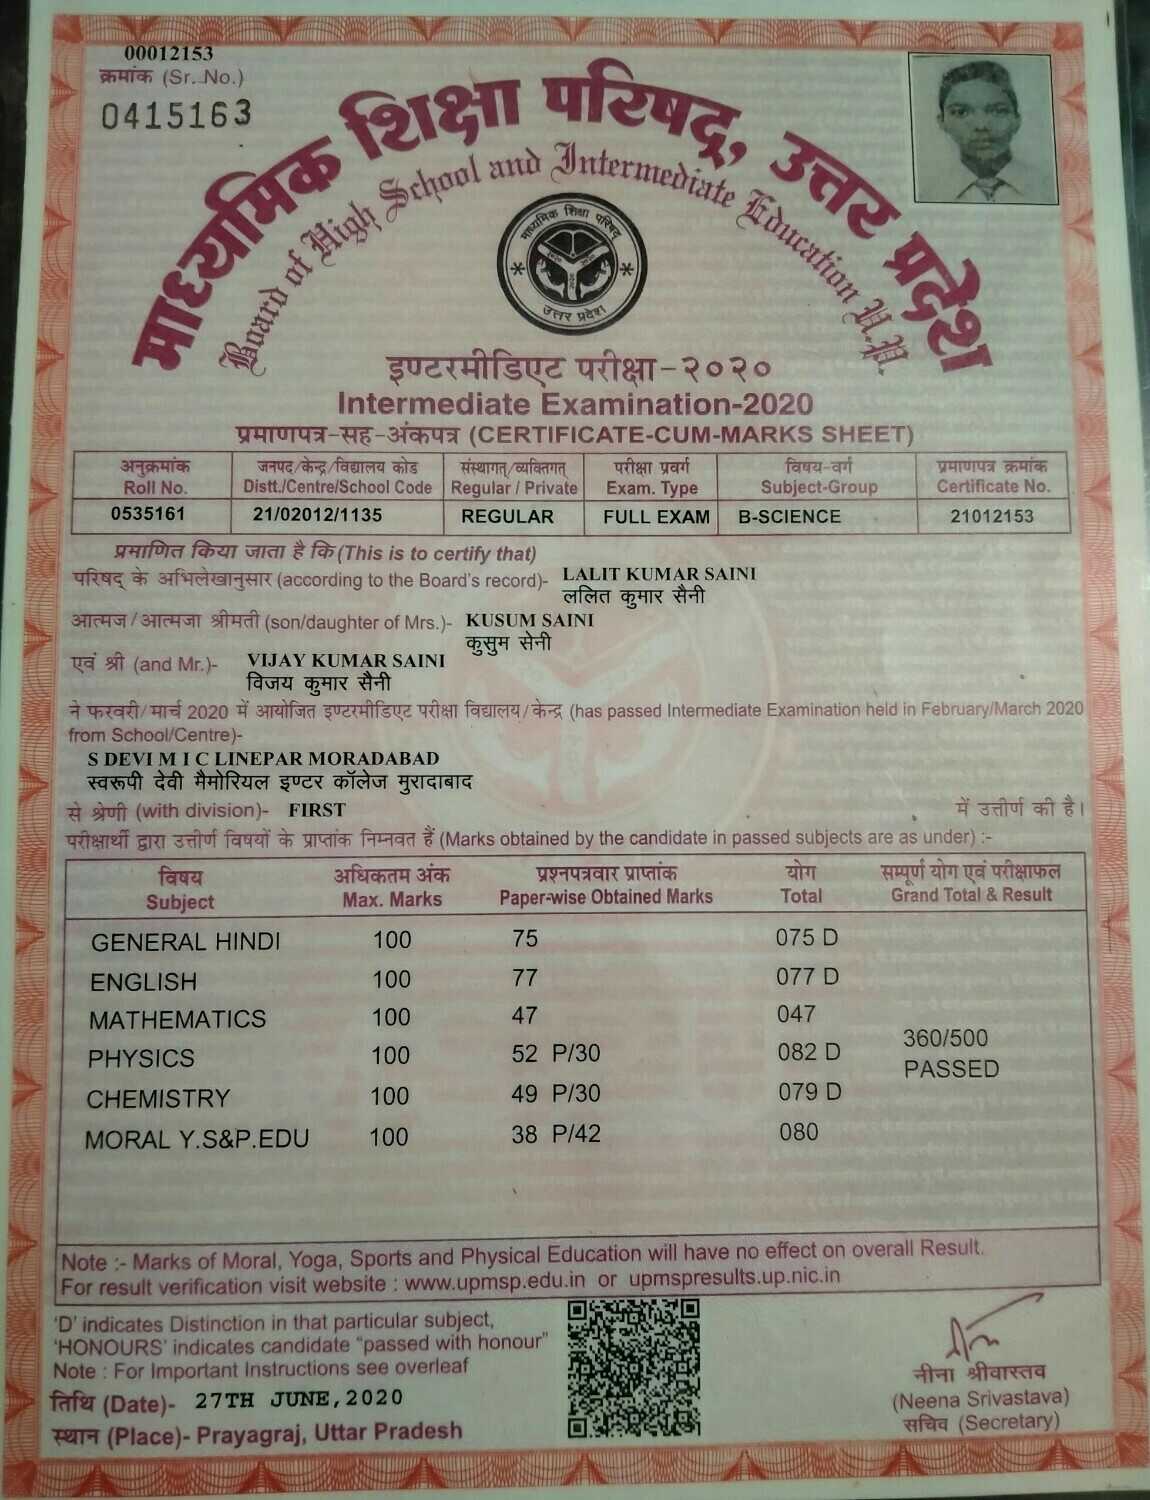 00012153
क्रमांक (Sr. No.)
0415163
माध्यमिक शिक्षा परिषद्, उत्तर प्रदेश
Board of High School and Intermediate Education U.P.
माध्यमिक शिक्षा परिषद्
उत्तर प्रदेश
इण्टरमीडिएट परीक्षा-२०२०
Intermediate Examination-2020
प्रमाणपत्र-सह-अंकपत्र (CERTIFICATE-CUM-MARKS SHEET)
अनुक्रमांक जनपद/केन्द्र/विद्यालय कोड संस्थागत/व्यक्तिगत परीक्षा प्रवर्ग विषय-वर्ग प्रमाणपत्र क्रमांक
Roll No. Distt./Centre/School Code Regular / Private Exam. Type Subject-Group Certificate No.
0535161 21/02012/1135 REGULAR FULL EXAM B-SCIENCE 21012153
प्रमाणित किया जाता है कि (This is to certify that)
परिषद् के अभिलेखानुसार (according to the Board's record)- LALIT KUMAR SAINI
ललित कुमार सैनी
आत्मज/आत्मजा श्रीमती (son/daughter of Mrs.)- KUSUM SAINI
कुसुम सेनी
एवं श्री (and Mr.)- VIJAY KUMAR SAINI
विजय कुमार सैनी
ने फरवरी/मार्च 2020 में आयोजित इण्टरमीडिएट परीक्षा विद्यालय/केन्द्र (has passed Intermediate Examination held in February/March 2020
from School/Centre)-
S DEVI M I C LINEPAR MORADABAD
स्वरूपी देवी मैमोरियल इण्टर कॉलेज मुरादाबाद
से श्रेणी (with division)- FIRST में उत्तीर्ण की है।
परीक्षार्थी द्वारा उत्तीर्ण विषयों के प्राप्तांक निम्नवत हैं (Marks obtained by the candidate in passed subjects are as under) :-
विषय अधिकतम अंक प्रश्नपत्रवार प्राप्तांक योग सम्पूर्ण योग एवं परीक्षाफल
Subject Max. Marks Paper-wise Obtained Marks Total Grand Total & Result
GENERAL HINDI 100 75 075 D
ENGLISH 100 77 077 D
MATHEMATICS 100 47 047
360/500
PHYSICS 100 52 P/30 082 D
PASSED
CHEMISTRY 100 49 P/30 079 D
MORAL Y.S&P.EDU 100 38 P/42 080
Note :- Marks of Moral, Yoga, Sports and Physical Education will have no effect on overall Result.
For result verification visit website : www.upmsp.edu.in or upmspresults.up.nic.in
'D' indicates Distinction in that particular subject,
'HONOURS' indicates candidate "passed with honour"
Note : For Important Instructions see overleaf
तिथि (Date)- 27TH JUNE,2020
स्थान (Place)- Prayagraj, Uttar Pradesh
नीना श्रीवास्तव
(Neena Srivastava)
सचिव (Secretary)